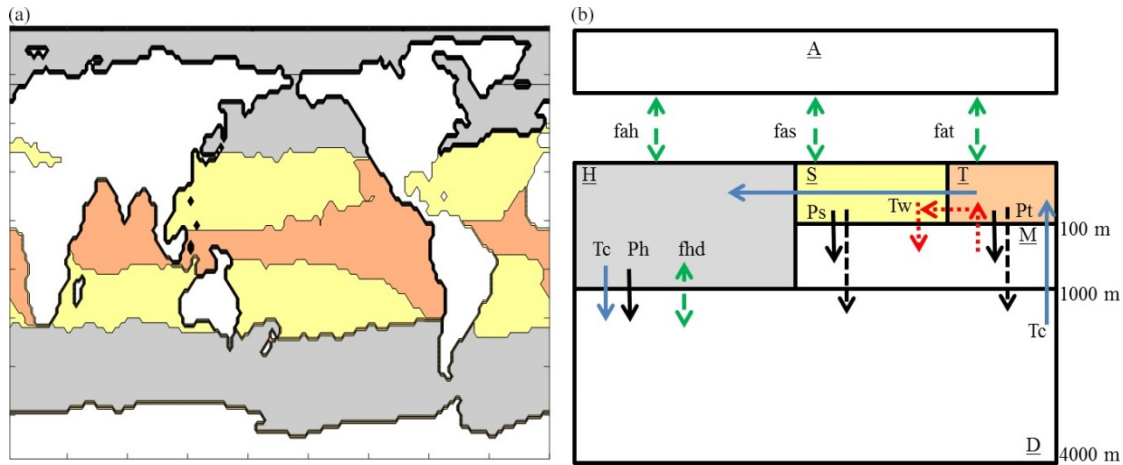 (a)
(b)
A
fah fas fat
H S T
Ps Tw Pt
100 m
M
Tc Ph fhd
1000 m
Tc
D
4000 m